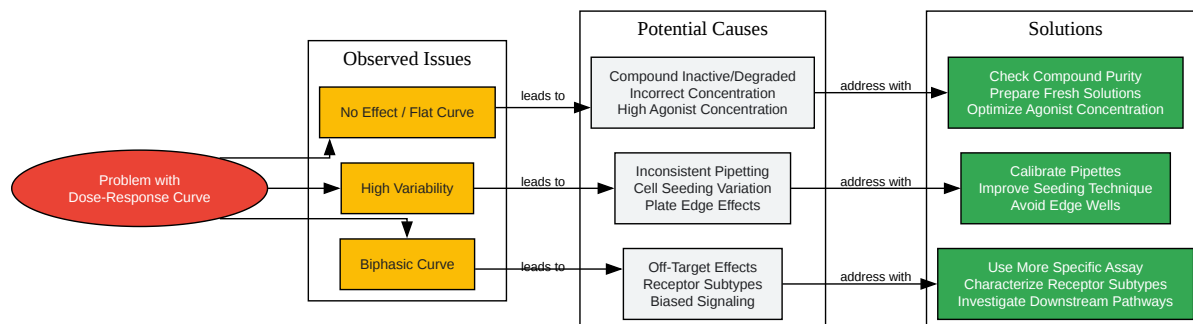 Observed Issues
Potential Causes
Solutions
Problem with
Dose-Response Curve
No Effect / Flat Curve
leads to
Compound Inactive/Degraded
Incorrect Concentration
High Agonist Concentration
address with
Check Compound Purity
Prepare Fresh Solutions
Optimize Agonist Concentration
High Variability
leads to
Inconsistent Pipetting
Cell Seeding Variation
Plate Edge Effects
address with
Calibrate Pipettes
Improve Seeding Technique
Avoid Edge Wells
Biphasic Curve
leads to
Off-Target Effects
Receptor Subtypes
Biased Signaling
address with
Use More Specific Assay
Characterize Receptor Subtypes
Investigate Downstream Pathways